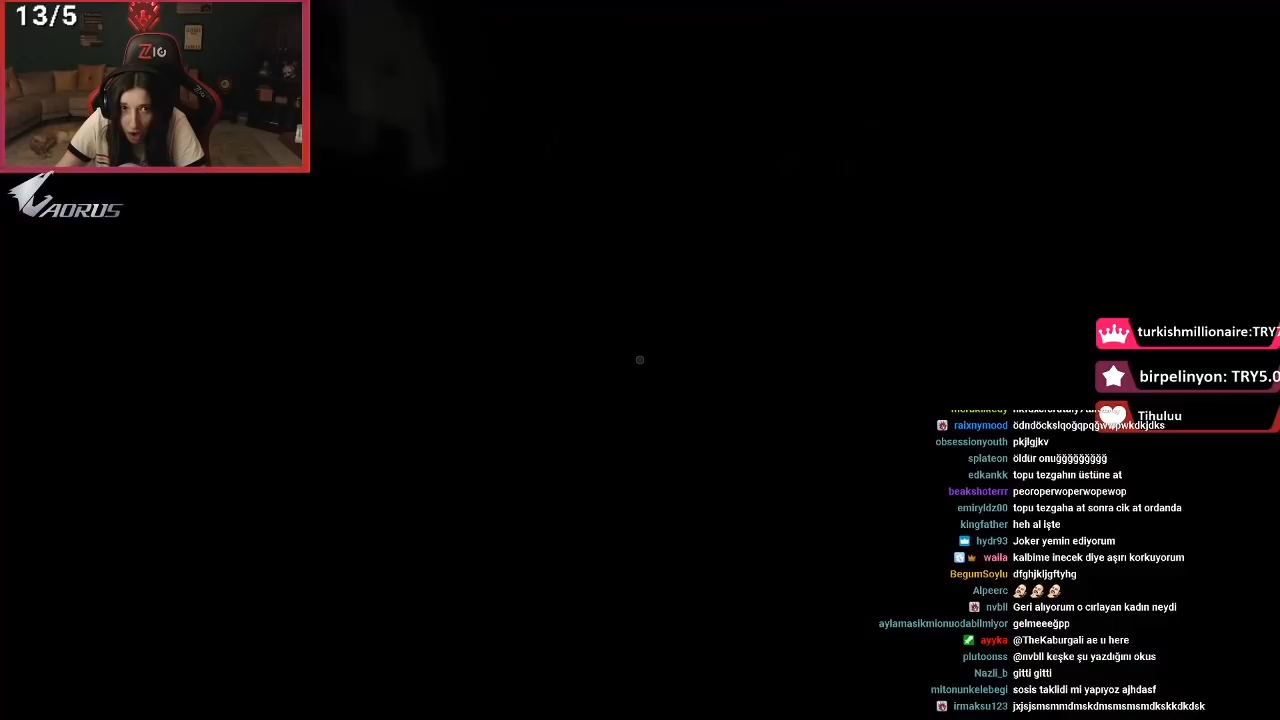 13/5
ZIG
AORUS
turkishmillionaire:TRY
birpelinyon: TRY5.0
Tihuluu
raixnymood
obsessionyouth pkjlgjkv
splateon öldür onuğğğğğğğğğ
edkankk topu tezgahın üstüne at
beakshoterrr peoroperwoperwopewop
emiryldz00 topu tezgaha at sonra cik at ordanda
kingfather heh al işte
hydr93 Joker yemin ediyorum
waila kalbime inecek diye aşırı korkuyorum
BegumSoylu dfghjkljgftyhg
Alpeerc
nvbll Geri alıyorum o cırlayan kadın neydi
aylamasikmionuodabilmiyor gelmeeeğpp
ayyka @TheKaburgali ae u here
plutoonss @nvbll keşke şu yazdığını okus
Nazli_b gitti gitti
mitonunkelebegi sosis taklidi mi yapıyoz ajhdasf
irmaksu123 jxjsjsmsmmdmskdmsmsmsmdkskkdkdsk